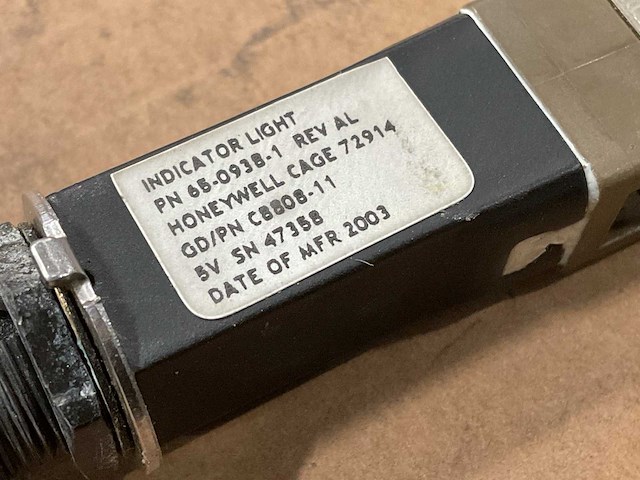 INDICATOR LIGHT
PN 65-0938-1 REV AL
HONEYWELL CAGE 72914
GD/PN C8808-11
5V SN 47358
DATE OF MFR 2003